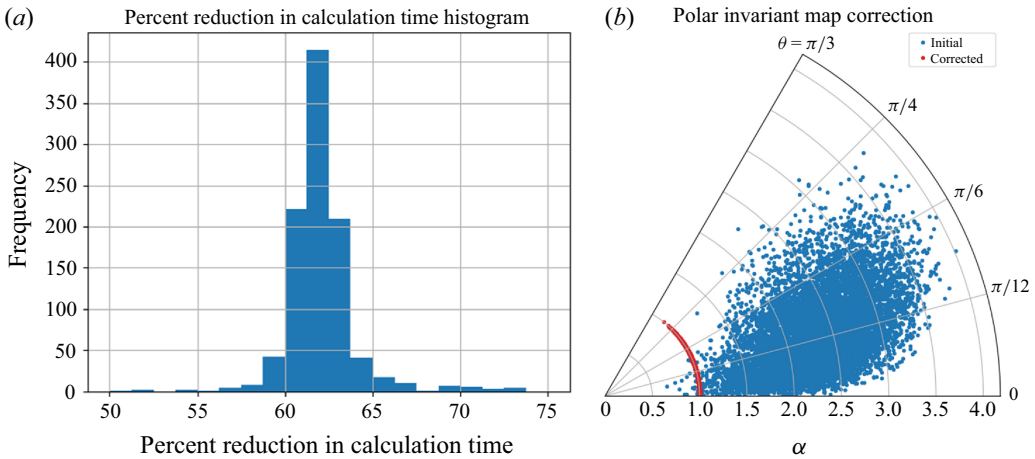 (a)
Percent reduction in calculation time histogram
400
350
300
250
200
150
100
50
0
Frequency
50 55 60 65 70 75
Percent reduction in calculation time
(b)
Polar invariant map correction
Initial
Corrected
θ = π/3
π/4
π/6
π/12
0
0 0.5 1.0 1.5 2.0 2.5 3.0 3.5 4.0
α